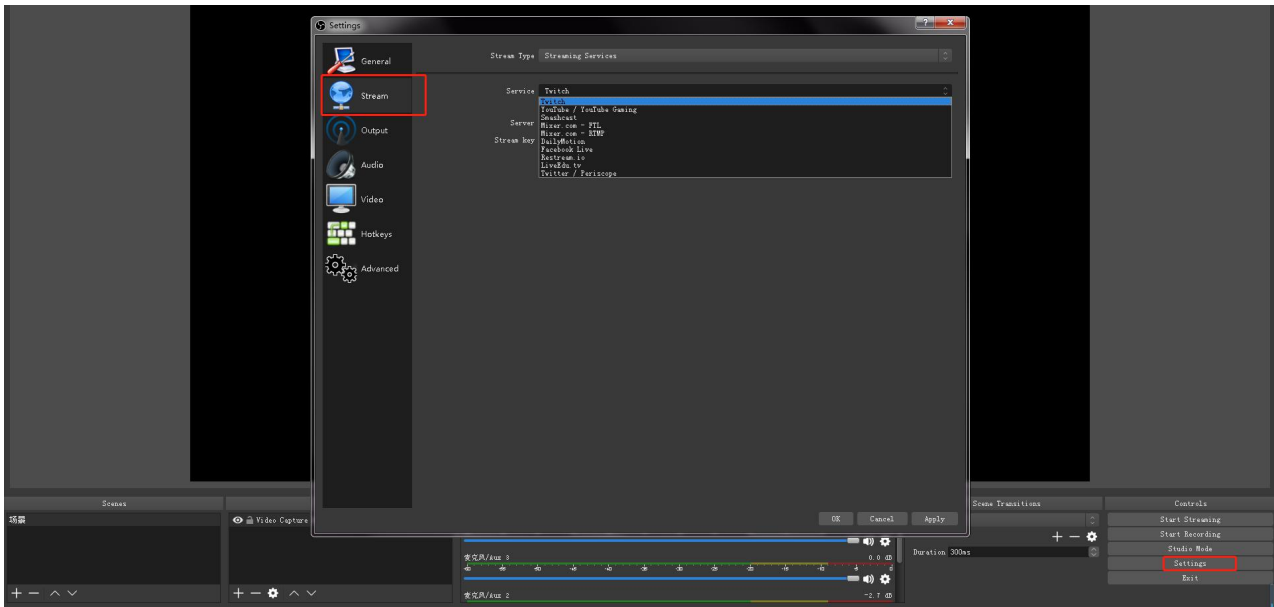 Settings
General
Stream
Output
Audio
Video
Hotkeys
Advanced
Stream Type Streaming Services
Service Twitch
Twitch
YouTube / YouTube Gaming
Smashcast
Server
Mixer.com - FTL
Mixer.com - RTMP
Stream key
DailyMotion
Facebook Live
Restream.io
LiveEdu.tv
Twitter / Periscope
OK Cancel Apply
Scenes
Scene Transitions
Controls
场景
Video Capture
Start Streaming
Start Recording
Studio Mode
Settings
Exit
Duration 300ms
麦克风/Aux 3 0.0 dB
麦克风/Aux 2 -2.7 dB